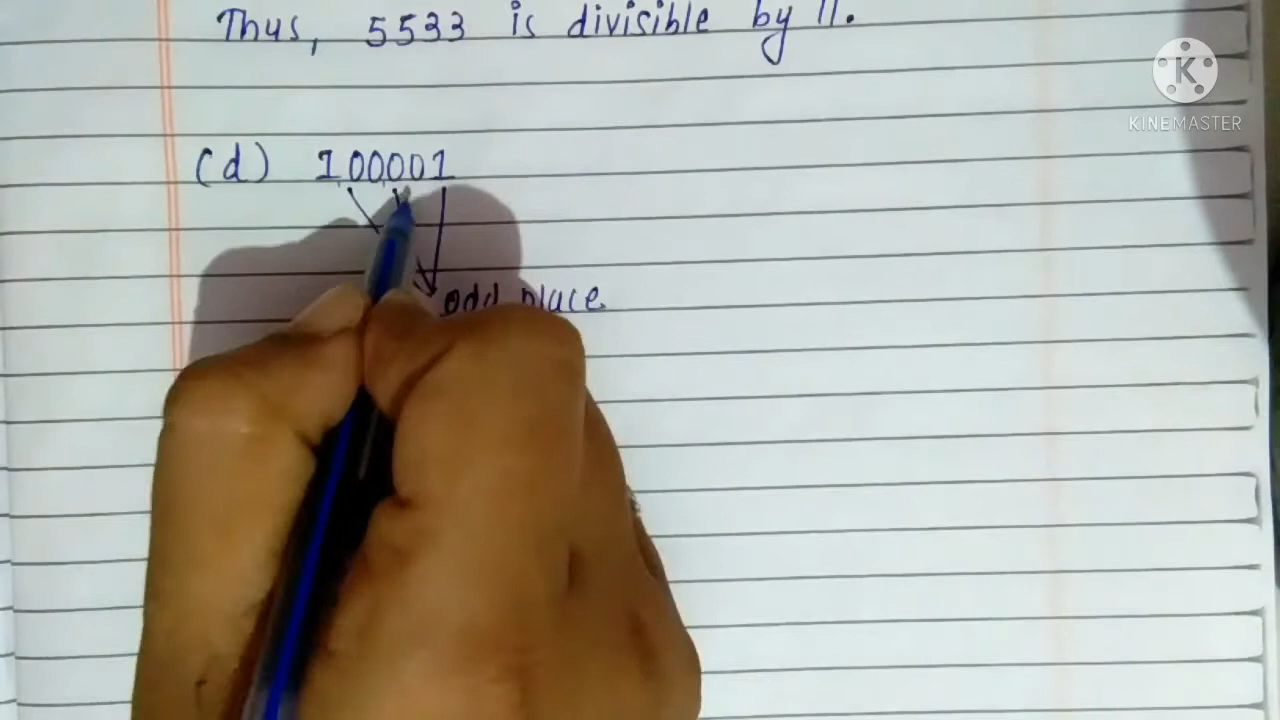 Thus, 5533 is divisible by 11.
K
KINEMASTER
(d) 100001
odd place